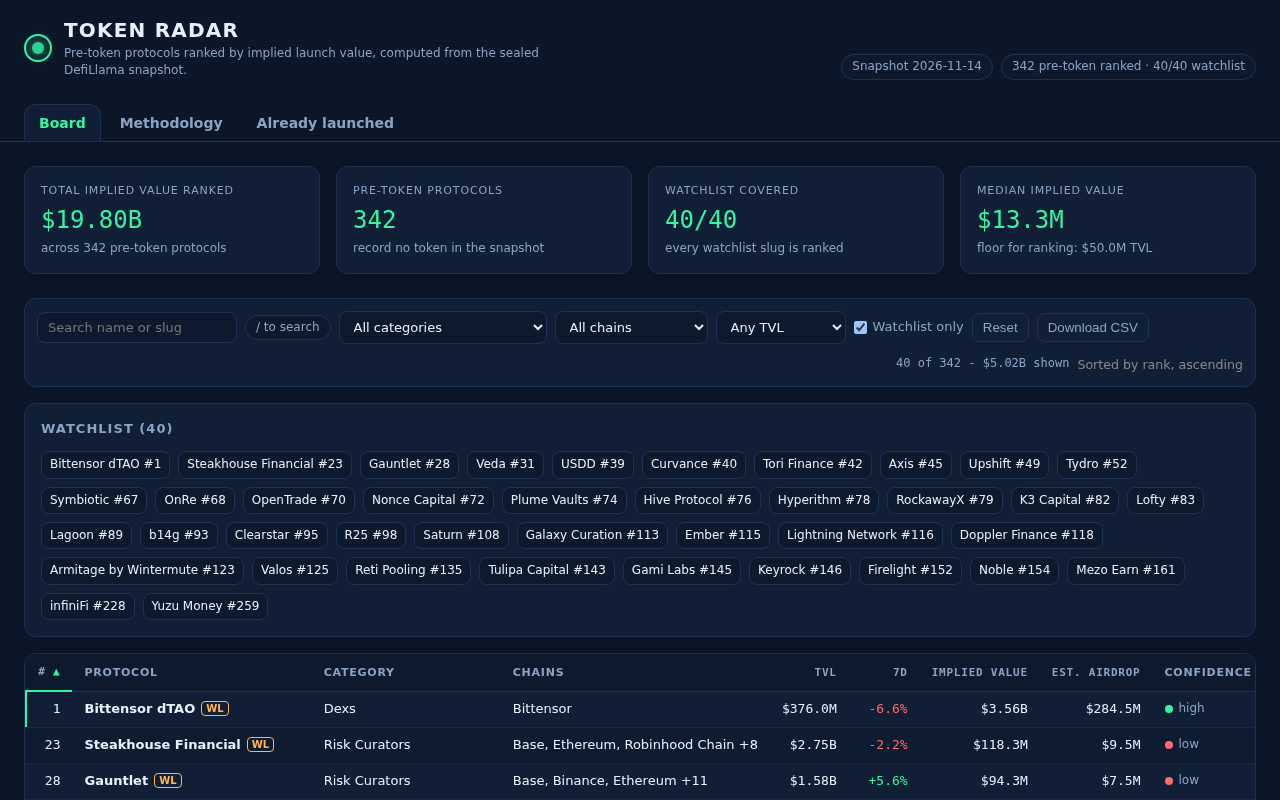 TOKEN RADAR
Pre-token protocols ranked by implied launch value, computed from the sealed
DefiLlama snapshot.
Snapshot 2026-11-14
342 pre-token ranked · 40/40 watchlist
Board
Methodology
Already launched
TOTAL IMPLIED VALUE RANKED
$19.80B
across 342 pre-token protocols
PRE-TOKEN PROTOCOLS
342
record no token in the snapshot
WATCHLIST COVERED
40/40
every watchlist slug is ranked
MEDIAN IMPLIED VALUE
$13.3M
floor for ranking: $50.0M TVL
Search name or slug
/ to search
All categories
All chains
Any TVL
Watchlist only
Reset
Download CSV
40 of 342 - $5.02B shown
Sorted by rank, ascending
WATCHLIST (40)
Bittensor dTAO #1 Steakhouse Financial #23 Gauntlet #28 Veda #31 USDD #39 Curvance #40 Tori Finance #42 Axis #45 Upshift #49 Tydro #52
Symbiotic #67 OnRe #68 OpenTrade #70 Nonce Capital #72 Plume Vaults #74 Hive Protocol #76 Hyperithm #78 RockawayX #79 K3 Capital #82 Lofty #83
Lagoon #89 b14g #93 Clearstar #95 R25 #98 Saturn #108 Galaxy Curation #113 Ember #115 Lightning Network #116 Doppler Finance #118
Armitage by Wintermute #123 Valos #125 Reti Pooling #135 Tulipa Capital #143 Gami Labs #145 Keyrock #146 Firelight #152 Noble #154 Mezo Earn #161
infiniFi #228 Yuzu Money #259
# ▲ PROTOCOL CATEGORY CHAINS TVL 7D IMPLIED VALUE EST. AIRDROP CONFIDENCE
1 Bittensor dTAO WL Dexs Bittensor $376.0M -6.6% $3.56B $284.5M high
23 Steakhouse Financial WL Risk Curators Base, Ethereum, Robinhood Chain +8 $2.75B -2.2% $118.3M $9.5M low
28 Gauntlet WL Risk Curators Base, Binance, Ethereum +11 $1.58B +5.6% $94.3M $7.5M low